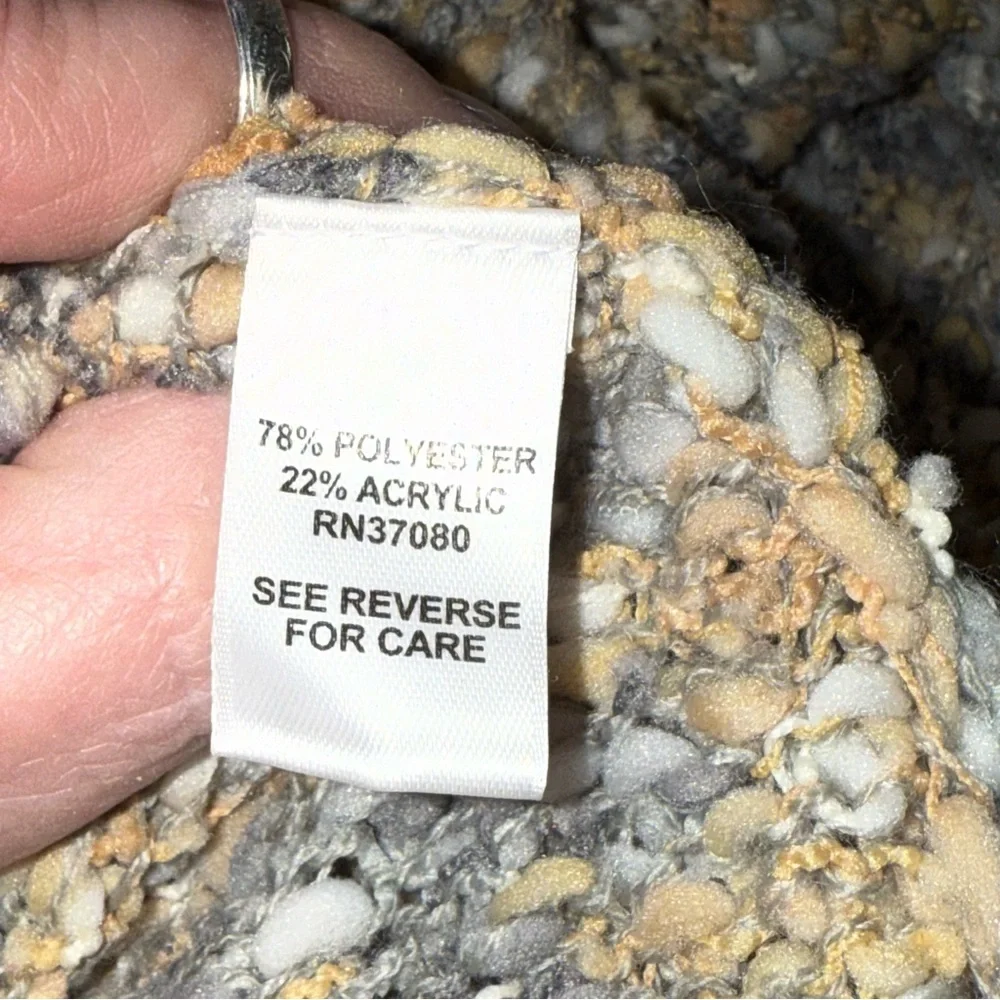 78% POLYESTER
22% ACRYLIC
RN37080
SEE REVERSE
FOR CARE